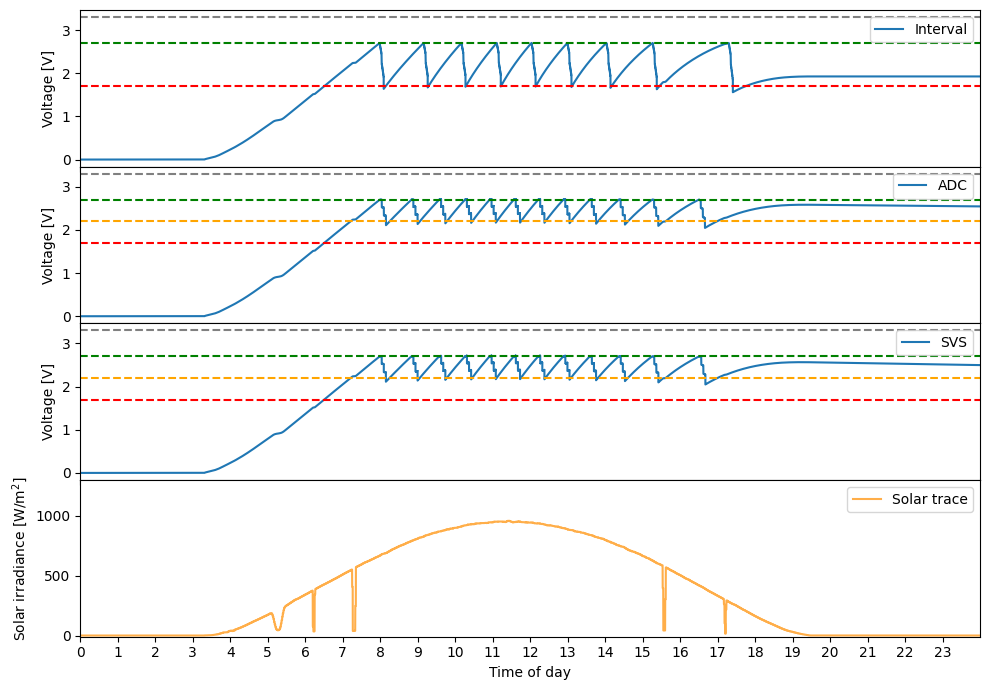 Voltage [V]
3
2
1
0
Interval
Voltage [V]
3
2
1
0
ADC
Voltage [V]
3
2
1
0
SVS
Solar irradiance [W/m²]
1000
500
0
Solar trace
0 1 2 3 4 5 6 7 8 9 10 11 12 13 14 15 16 17 18 19 20 21 22 23
Time of day